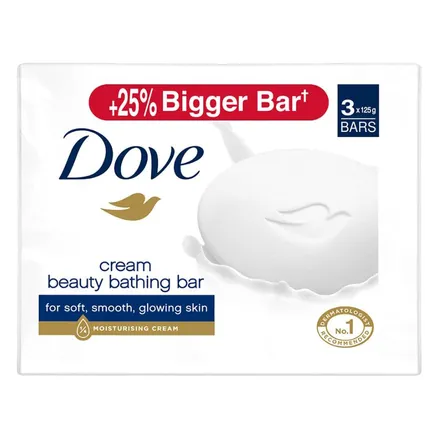 +25% Bigger Bar†
3 x 125g
BARS
Dove
cream
beauty bathing bar
for soft, smooth, glowing skin
¼ MOISTURISING CREAM
DERMATOLOGIST
No.1
RECOMMENDED